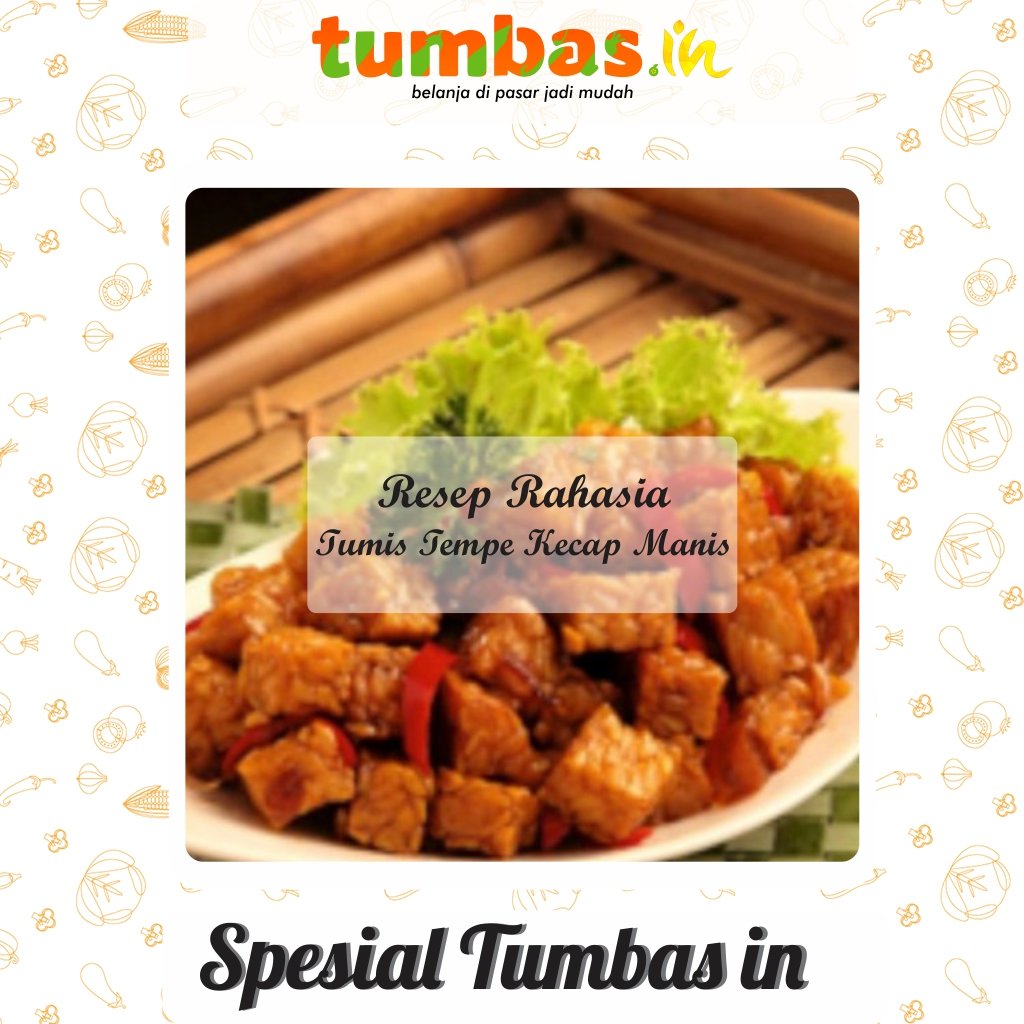 tumbas.in
belanja di pasar jadi mudah
Resep Rahasia
Tumis Tempe Kecap Manis
Spesial Tumbas in